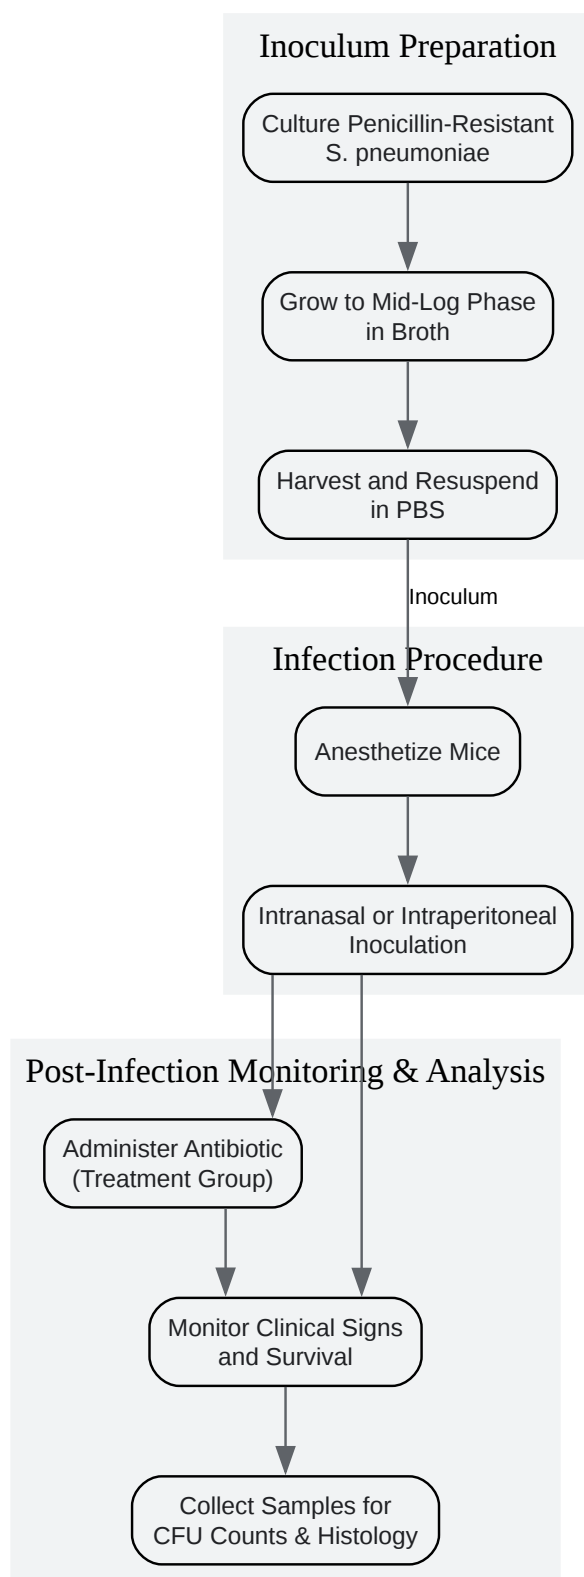 Inoculum Preparation
Culture Penicillin-Resistant
S. pneumoniae
Grow to Mid-Log Phase
in Broth
Harvest and Resuspend
in PBS
Inoculum
Infection Procedure
Anesthetize Mice
Intranasal or Intraperitoneal
Inoculation
Post-Infection Monitoring & Analysis
Administer Antibiotic
(Treatment Group)
Monitor Clinical Signs
and Survival
Collect Samples for
CFU Counts & Histology